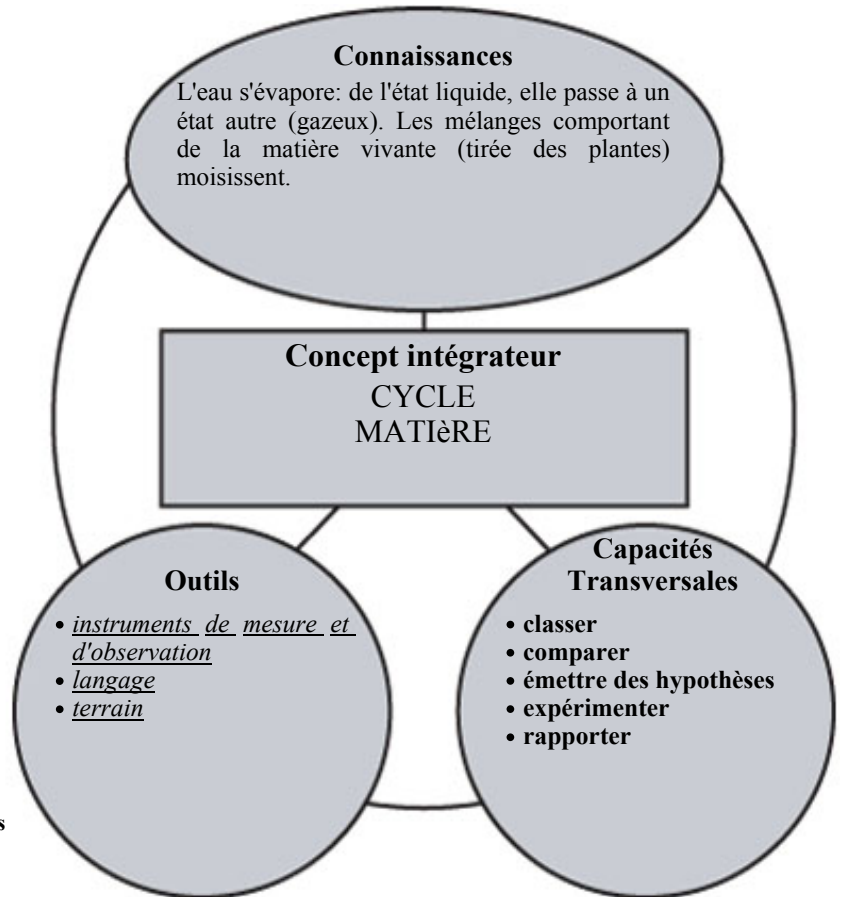 Connaissances
L'eau s'évapore: de l'état liquide, elle passe à un
état autre (gazeux). Les mélanges comportant
de la matière vivante (tirée des plantes)
moisissent.
Concept intégrateur
CYCLE
MATIèRE
Outils
• instruments de mesure et
d'observation
• langage
• terrain
Capacités
Transversales
• classer
• comparer
• émettre des hypothèses
• expérimenter
• rapporter
s